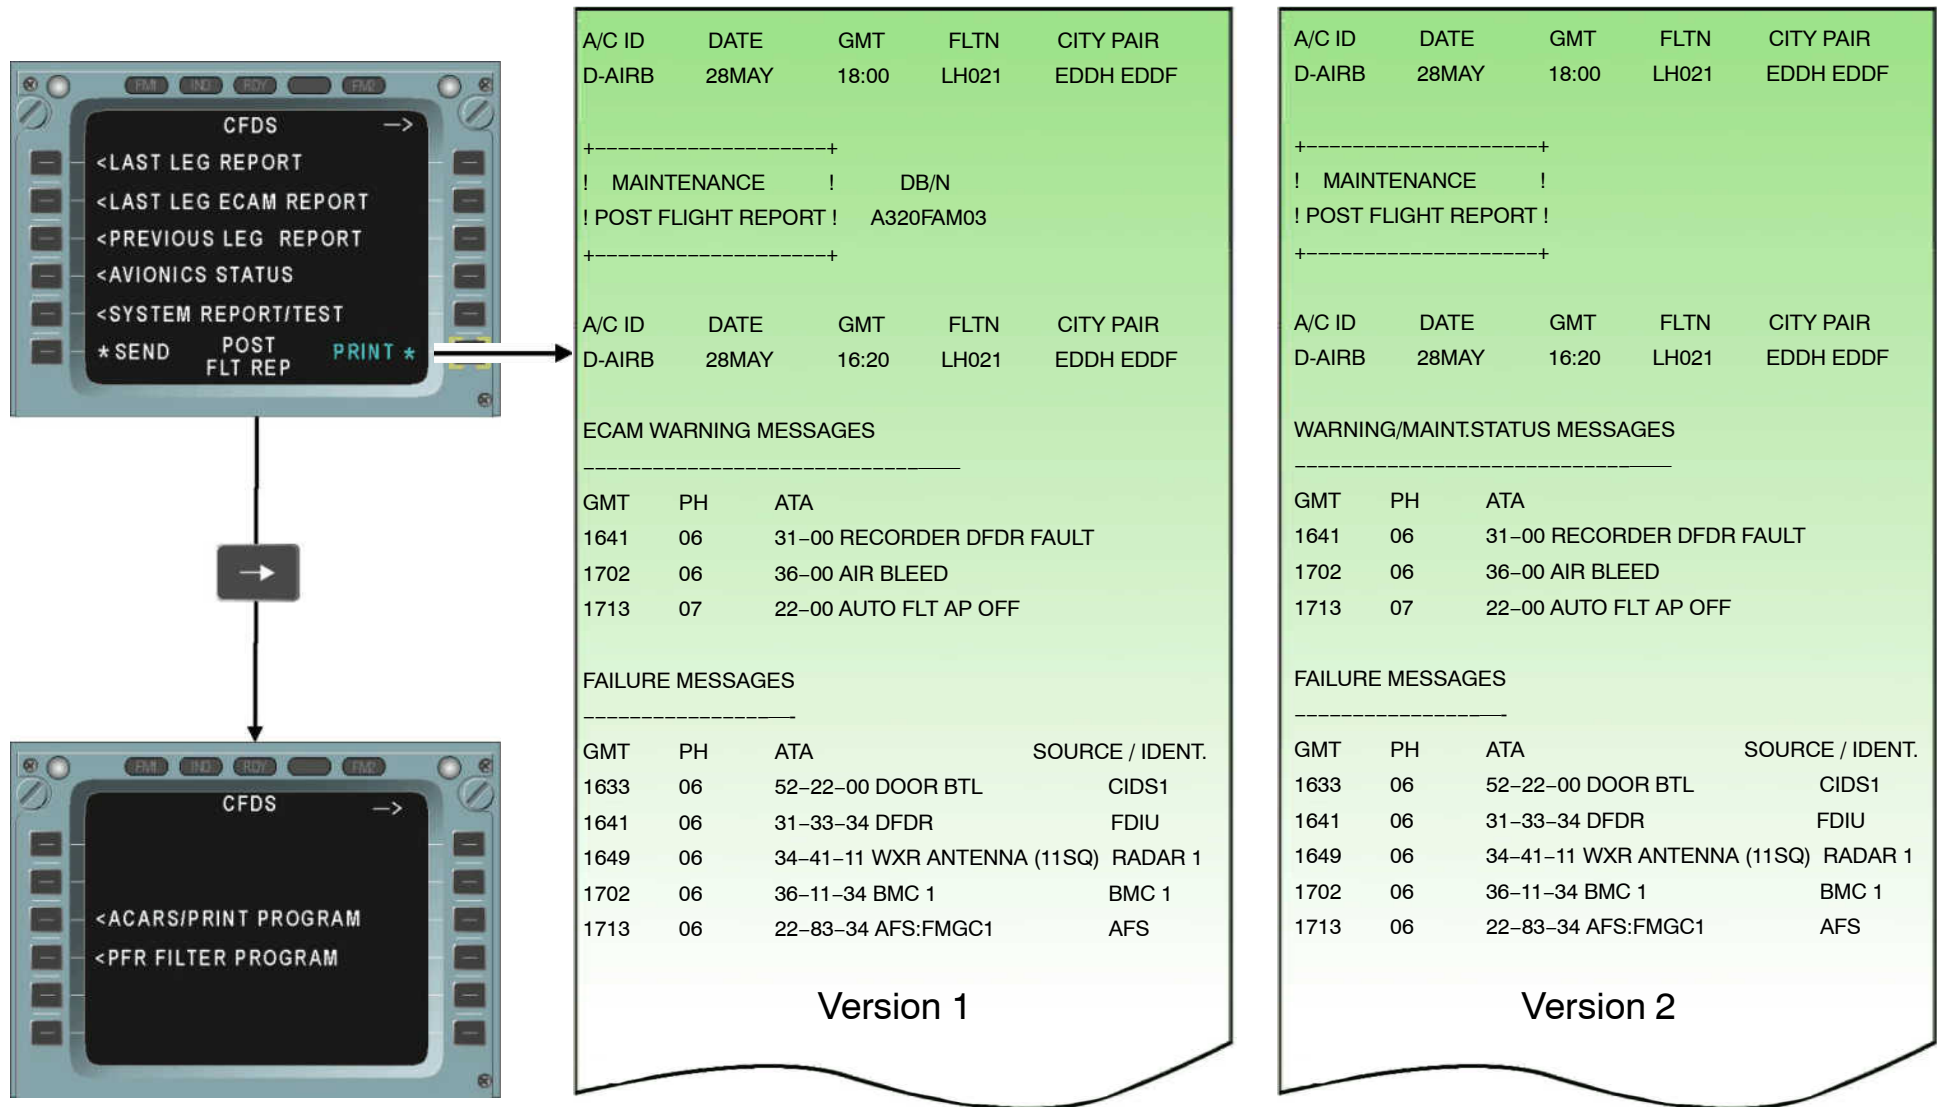 FM1 IND RDY FM2
CFDS —>
<LAST LEG REPORT
<LAST LEG ECAM REPORT
<PREVIOUS LEG REPORT
<AVIONICS STATUS
<SYSTEM REPORT/TEST
*SEND POST FLT REP PRINT *
FM1 IND RDY FM2
CFDS —>
<ACARS/PRINT PROGRAM
<PFR FILTER PROGRAM
A/C ID DATE GMT FLTN CITY PAIR
D-AIRB 28MAY 18:00 LH021 EDDH EDDF
+--------------------+
! MAINTENANCE ! DB/N
! POST FLIGHT REPORT ! A320FAM03
+--------------------+
A/C ID DATE GMT FLTN CITY PAIR
D-AIRB 28MAY 16:20 LH021 EDDH EDDF
ECAM WARNING MESSAGES
GMT PH ATA
1641 06 31–00 RECORDER DFDR FAULT
1702 06 36–00 AIR BLEED
1713 07 22–00 AUTO FLT AP OFF
FAILURE MESSAGES
GMT PH ATA SOURCE / IDENT.
1633 06 52–22–00 DOOR BTL CIDS1
1641 06 31–33–34 DFDR FDIU
1649 06 34–41–11 WXR ANTENNA (11SQ) RADAR 1
1702 06 36–11–34 BMC 1 BMC 1
1713 06 22–83–34 AFS:FMGC1 AFS
Version 1
A/C ID DATE GMT FLTN CITY PAIR
D-AIRB 28MAY 18:00 LH021 EDDH EDDF
+--------------------+
! MAINTENANCE !
! POST FLIGHT REPORT !
+--------------------+
A/C ID DATE GMT FLTN CITY PAIR
D-AIRB 28MAY 16:20 LH021 EDDH EDDF
WARNING/MAINT.STATUS MESSAGES
GMT PH ATA
1641 06 31–00 RECORDER DFDR FAULT
1702 06 36–00 AIR BLEED
1713 07 22–00 AUTO FLT AP OFF
FAILURE MESSAGES
GMT PH ATA SOURCE / IDENT.
1633 06 52–22–00 DOOR BTL CIDS1
1641 06 31–33–34 DFDR FDIU
1649 06 34–41–11 WXR ANTENNA (11SQ) RADAR 1
1702 06 36–11–34 BMC 1 BMC 1
1713 06 22–83–34 AFS:FMGC1 AFS
Version 2